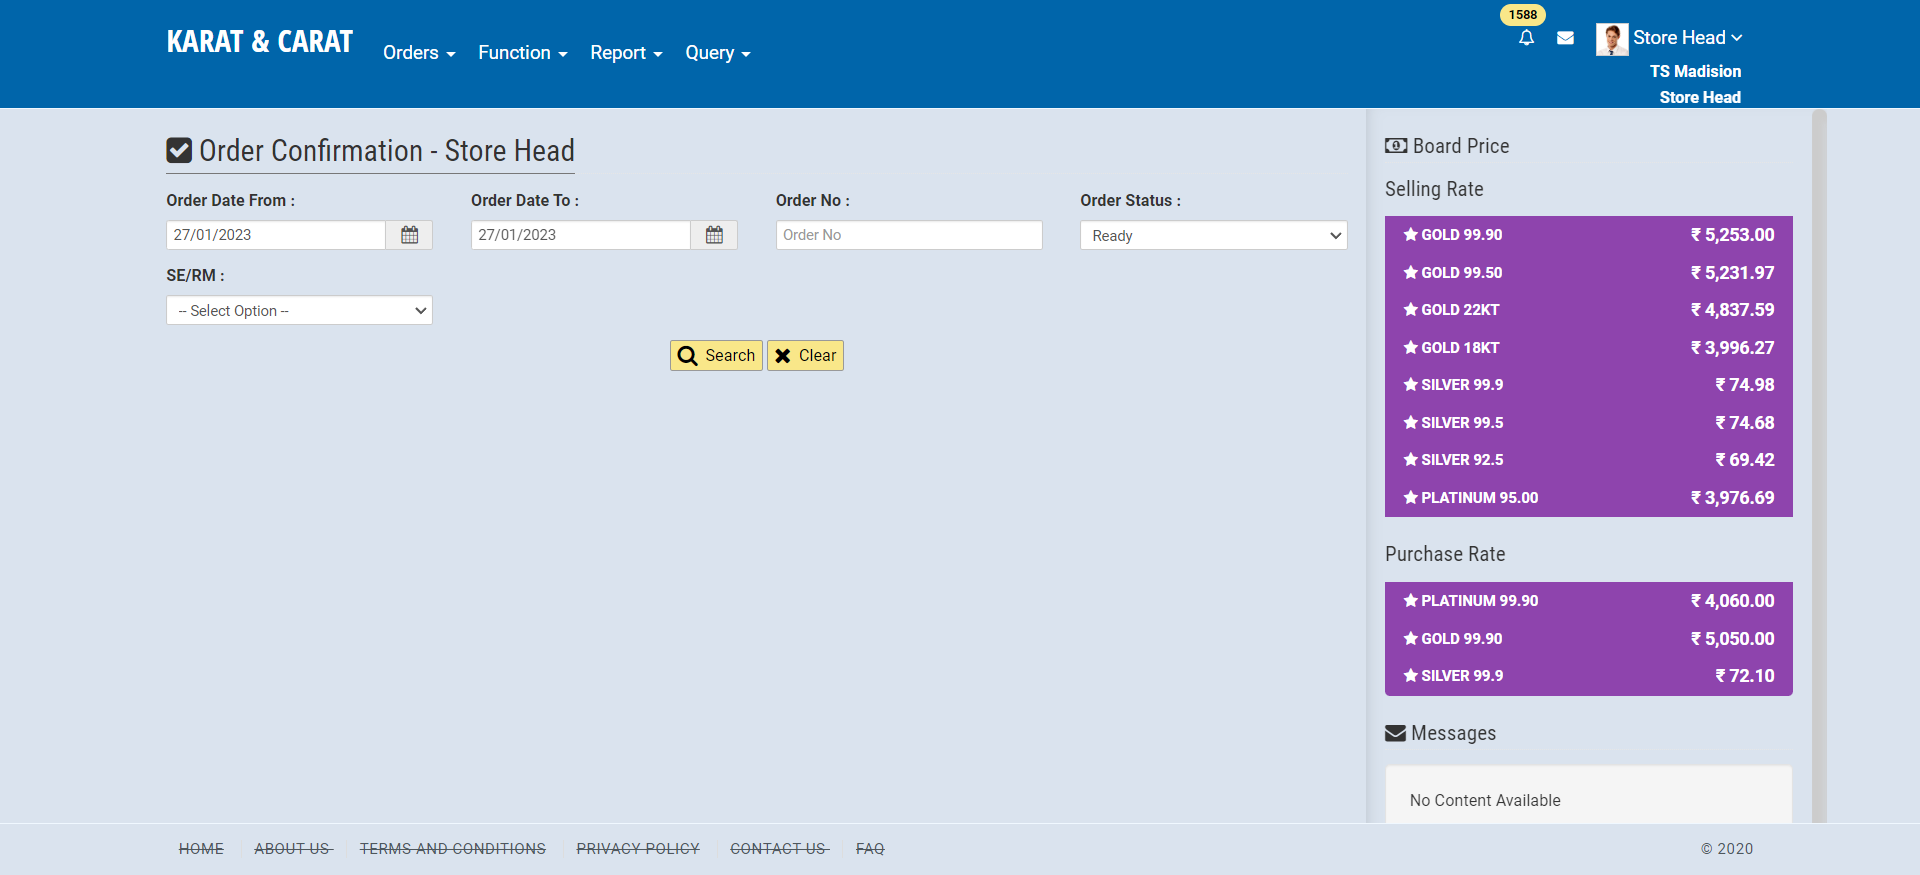 KARAT & CARAT
Orders
Function
Report
Query
1588
Store Head
TS Madision
Store Head
Order Confirmation - Store Head
Order Date From :
Order Date To :
Order No :
Order Status :
27/01/2023
27/01/2023
Order No
Ready
SE/RM :
-- Select Option --
Search
Clear
Board Price
Selling Rate
GOLD 99.90 ₹ 5,253.00
GOLD 99.50 ₹ 5,231.97
GOLD 22KT ₹ 4,837.59
GOLD 18KT ₹ 3,996.27
SILVER 99.9 ₹ 74.98
SILVER 99.5 ₹ 74.68
SILVER 92.5 ₹ 69.42
PLATINUM 95.00 ₹ 3,976.69
Purchase Rate
PLATINUM 99.90 ₹ 4,060.00
GOLD 99.90 ₹ 5,050.00
SILVER 99.9 ₹ 72.10
Messages
No Content Available
HOME
ABOUT US
TERMS AND CONDITIONS
PRIVACY POLICY
CONTACT US
FAQ
© 2020